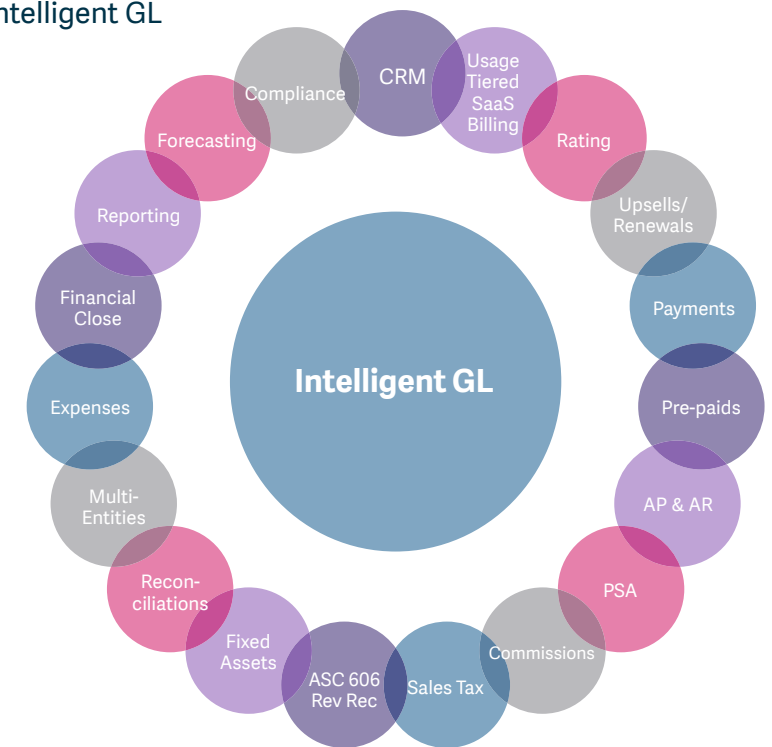 ntelligent GL
CRM
Usage
Tiered
SaaS
Billing
Rating
Upsells/
Renewals
Payments
Pre-paids
AP & AR
PSA
Commissions
Sales Tax
ASC 606
Rev Rec
Fixed
Assets
Recon-
ciliations
Multi-
Entities
Expenses
Financial
Close
Reporting
Forecasting
Compliance
Intelligent GL